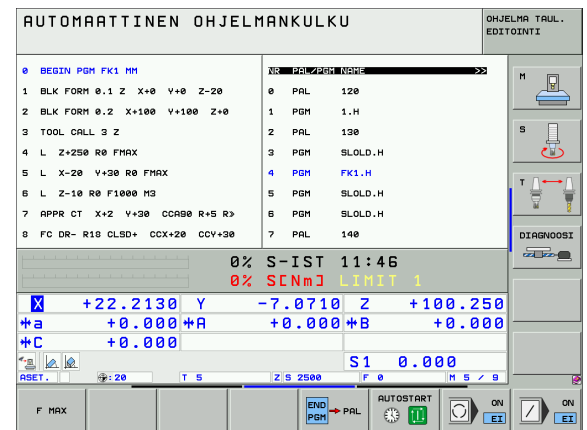 AUTOMAATTINEN OHJELMANKULKU
OHJELMA TAUL.
EDITOINTI
0 BEGIN PGM FK1 MM
1 BLK FORM 0.1 Z X+0 Y+0 Z-20
2 BLK FORM 0.2 X+100 Y+100 Z+0
3 TOOL CALL 3 Z
4 L Z+250 R0 FMAX
5 L X-20 Y+30 R0 FMAX
6 L Z-10 R0 F1000 M3
7 APPR CT X+2 Y+30 CCA90 R+5 R»
8 FC DR- R18 CLSD+ CCX+20 CCY+30
NR PAL/PGM NAME >>
0 PAL 120
1 PGM 1.H
2 PAL 130
3 PGM SLOLD.H
4 PGM FK1.H
5 PGM SLOLD.H
6 PGM SLOLD.H
7 PAL 140
M
S
T
DIAGNOOSI
0% S-IST 11:46
0% S[Nm] LIMIT 1
X +22.2130 Y -7.0710 Z +100.250
a +0.000 A +0.000 B +0.000
C +0.000
S1 0.000
ASET. :20 T 5 Z S 2500 F 0 M 5 / 9
F MAX
END PGM → PAL
AUTOSTART
ON
EI
ON
EI